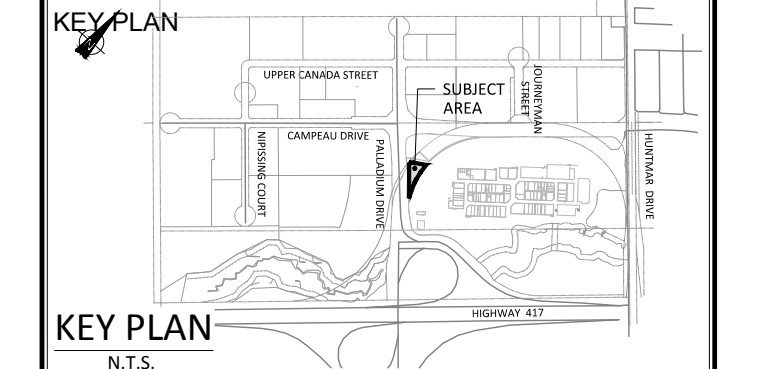 KEY PLAN
UPPER CANADA STREET
SUBJECT
AREA
JOURNEYMAN
STREET
CAMPEAU DRIVE
NIPISSING COURT
PALLADIUM DRIVE
HUNTMAR DRIVE
HIGHWAY 417
KEY PLAN
N.T.S.